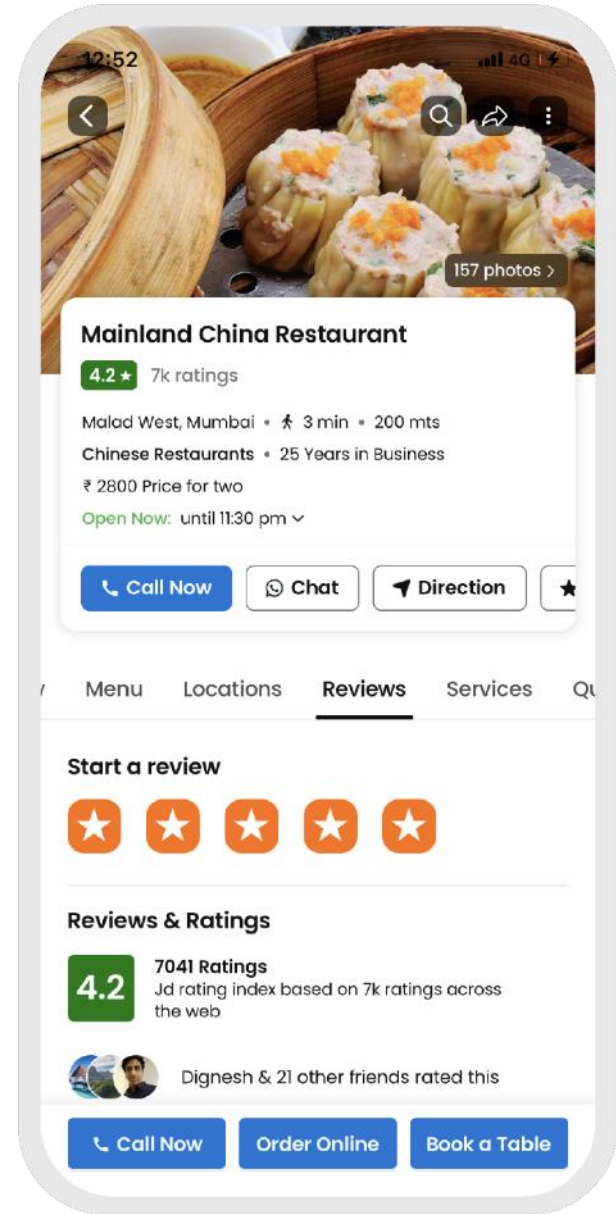 12:52
4G
157 photos >
Mainland China Restaurant
4.2 ★ 7k ratings
Malad West, Mumbai • 3 min • 200 mts
Chinese Restaurants • 25 Years in Business
₹ 2800 Price for two
Open Now: until 11:30 pm
Call Now Chat Direction
Menu Locations Reviews Services Qu
Start a review
Reviews & Ratings
4.2
7041 Ratings
Jd rating index based on 7k ratings across
the web
Dignesh & 21 other friends rated this
Call Now Order Online Book a Table